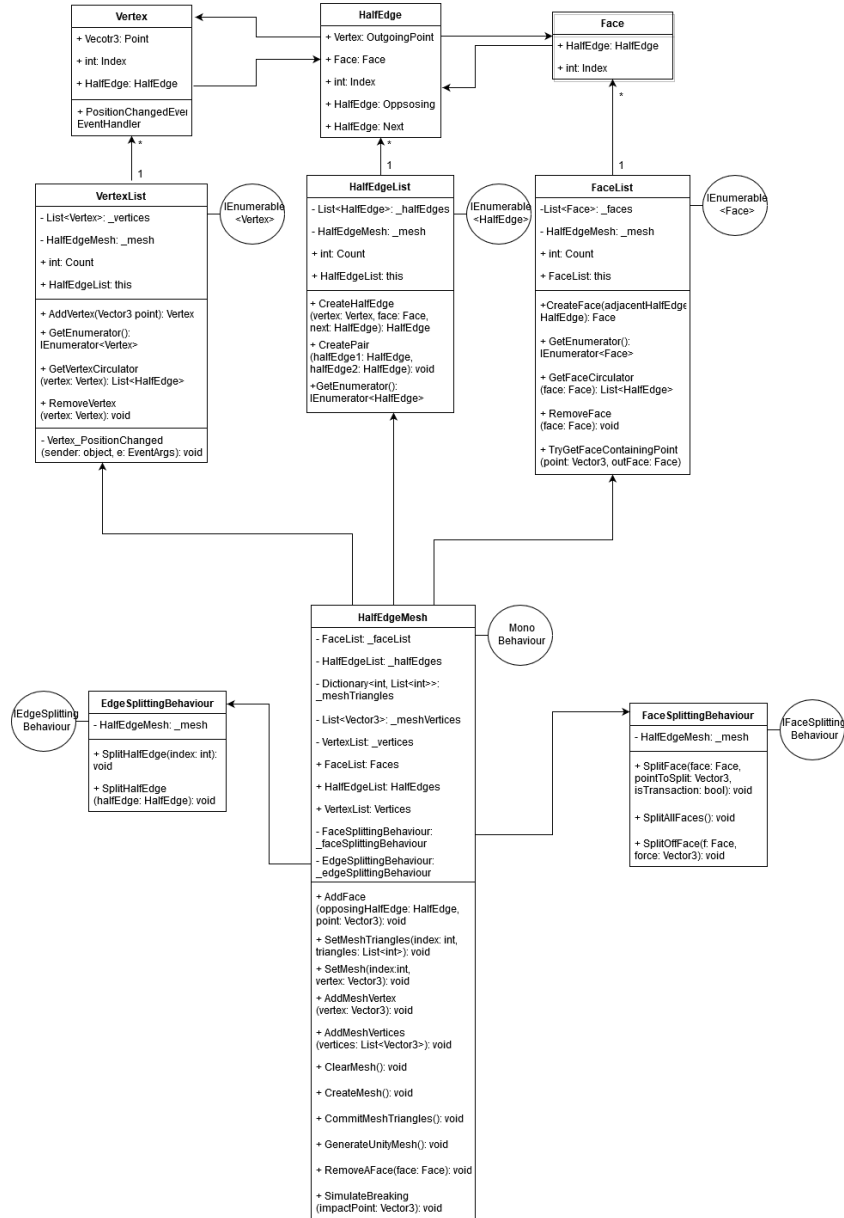 Vertex
+ Vecotr3: Point
+ int: Index
+ HalfEdge: HalfEdge
+ PositionChangedEver
EventHandler
HalfEdge
+ Vertex: OutgoingPoint
+ Face: Face
+ int: Index
+ HalfEdge: Oppsosing
+ HalfEdge: Next
Face
+ HalfEdge: HalfEdge
+ int: Index
*
1
*
1
*
1
VertexList
- List<Vertex>: _vertices
- HalfEdgeMesh: _mesh
+ int: Count
+ HalfEdgeList: this
+ AddVertex(Vector3 point): Vertex
+ GetEnumerator():
IEnumerator<Vertex>
+ GetVertexCirculator
(vertex: Vertex): List<HalfEdge>
+ RemoveVertex
(vertex: Vertex): void
- Vertex_PositionChanged
(sender: object, e: EventArgs): void
IEnumerable
<Vertex>
HalfEdgeList
- List<HalfEdge>: _halfEdges
- HalfEdgeMesh: _mesh
+ int: Count
+ HalfEdgeList: this
+ CreateHalfEdge
(vertex: Vertex, face: Face,
next: HalfEdge): HalfEdge
+ CreatePair
(halfEdge1: HalfEdge,
halfEdge2: HalfEdge): void
+GetEnumerator():
IEnumerator<HalfEdge>
IEnumerable
<HalfEdge>
FaceList
-List<Face>: _faces
- HalfEdgeMesh: _mesh
+ int: Count
+ FaceList: this
+CreateFace(adjacentHalfEdge
HalfEdge): Face
+ GetEnumerator():
IEnumerator<Face>
+ GetFaceCirculator
(face: Face): List<HalfEdge>
+ RemoveFace
(face: Face): void
+ TryGetFaceContainingPoint
(point: Vector3, outFace: Face)
IEnumerable
<Face>
HalfEdgeMesh
- FaceList: _faceList
- HalfEdgeList: _halfEdges
- Dictionary<int, List<int>>:
_meshTriangles
- List<Vector3>: _meshVertices
- VertexList: _vertices
+ FaceList: Faces
+ HalfEdgeList: HalfEdges
+ VertexList: Vertices
- FaceSplittingBehaviour:
_faceSplittingBehaviour
- EdgeSplittingBehaviour:
_edgeSplittingBehaviour
+ AddFace
(opposingHalfEdge: HalfEdge,
point: Vector3): void
+ SetMeshTriangles(index: int,
triangles: List<int>): void
+ SetMesh(index:int,
vertex: Vector3): void
+ AddMeshVertex
(vertex: Vector3): void
+ AddMeshVertices
(vertices: List<Vector3>): void
+ ClearMesh(): void
+ CreateMesh(): void
+ CommitMeshTriangles(): void
+ GenerateUnityMesh(): void
+ RemoveAFace(face: Face): void
+ SimulateBreaking
(impactPoint: Vector3): void
Mono
Behaviour
IEdgeSplitting
Behaviour
EdgeSplittingBehaviour
- HalfEdgeMesh: _mesh
+ SplitHalfEdge(index: int):
void
+ SplitHalfEdge
(halfEdge: HalfEdge): void
FaceSplittingBehaviour
- HalfEdgeMesh: _mesh
+ SplitFace(face: Face,
pointToSplit: Vector3,
isTransaction: bool): void
+ SplitAllFaces(): void
+ SplitOffFace(f: Face,
force: Vector3): void
IFaceSplitting
Behaviour